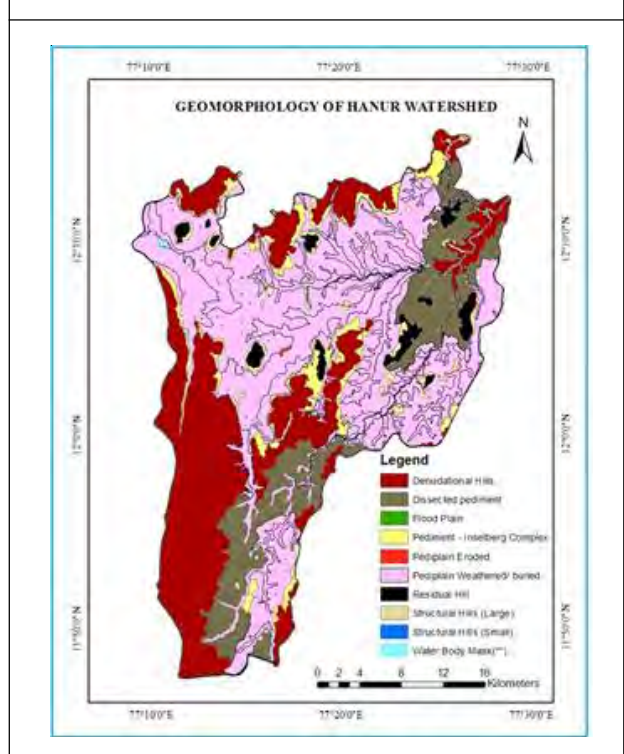 77°10'0"E 77°20'0"E 77°30'0"E
GEOMORPHOLOGY OF HANUR WATERSHED
N
12°10'0"N 12°10'0"N
12°0'0"N 12°0'0"N
Legend
Denudational Hills
Dissected pediment
Flood Plain
Pediment - Inselberg Complex
Pediplain Eroded
Pediplain Weathered/ buried
Residual Hill
Structural Hills (Large)
Structural Hills (Small)
Water Body Mask(**)
11°50'0"N 11°50'0"N
0 2 4 8 12 16
Kilometers
77°10'0"E 77°20'0"E 77°30'0"E